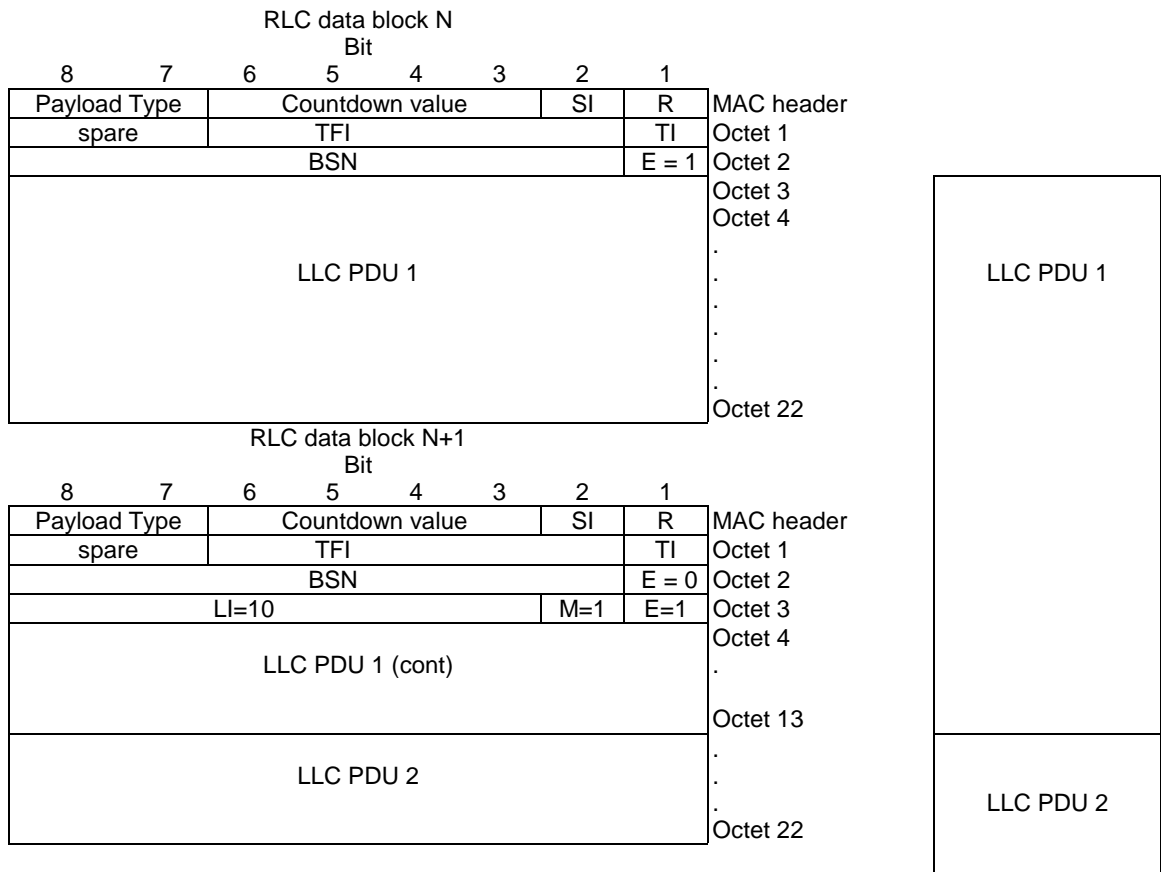 RLC data block N
Bit
8 7 6 5 4 3 2 1
Payload Type Countdown value SI R MAC header
spare TFI TI Octet 1
BSN E = 1 Octet 2
Octet 3
Octet 4
.
LLC PDU 1 . LLC PDU 1
.
.
.
.
Octet 22
RLC data block N+1
Bit
8 7 6 5 4 3 2 1
Payload Type Countdown value SI R MAC header
spare TFI TI Octet 1
BSN E = 0 Octet 2
LI=10 M=1 E=1 Octet 3
Octet 4
LLC PDU 1 (cont) .
Octet 13
.
LLC PDU 2 .
. LLC PDU 2
Octet 22